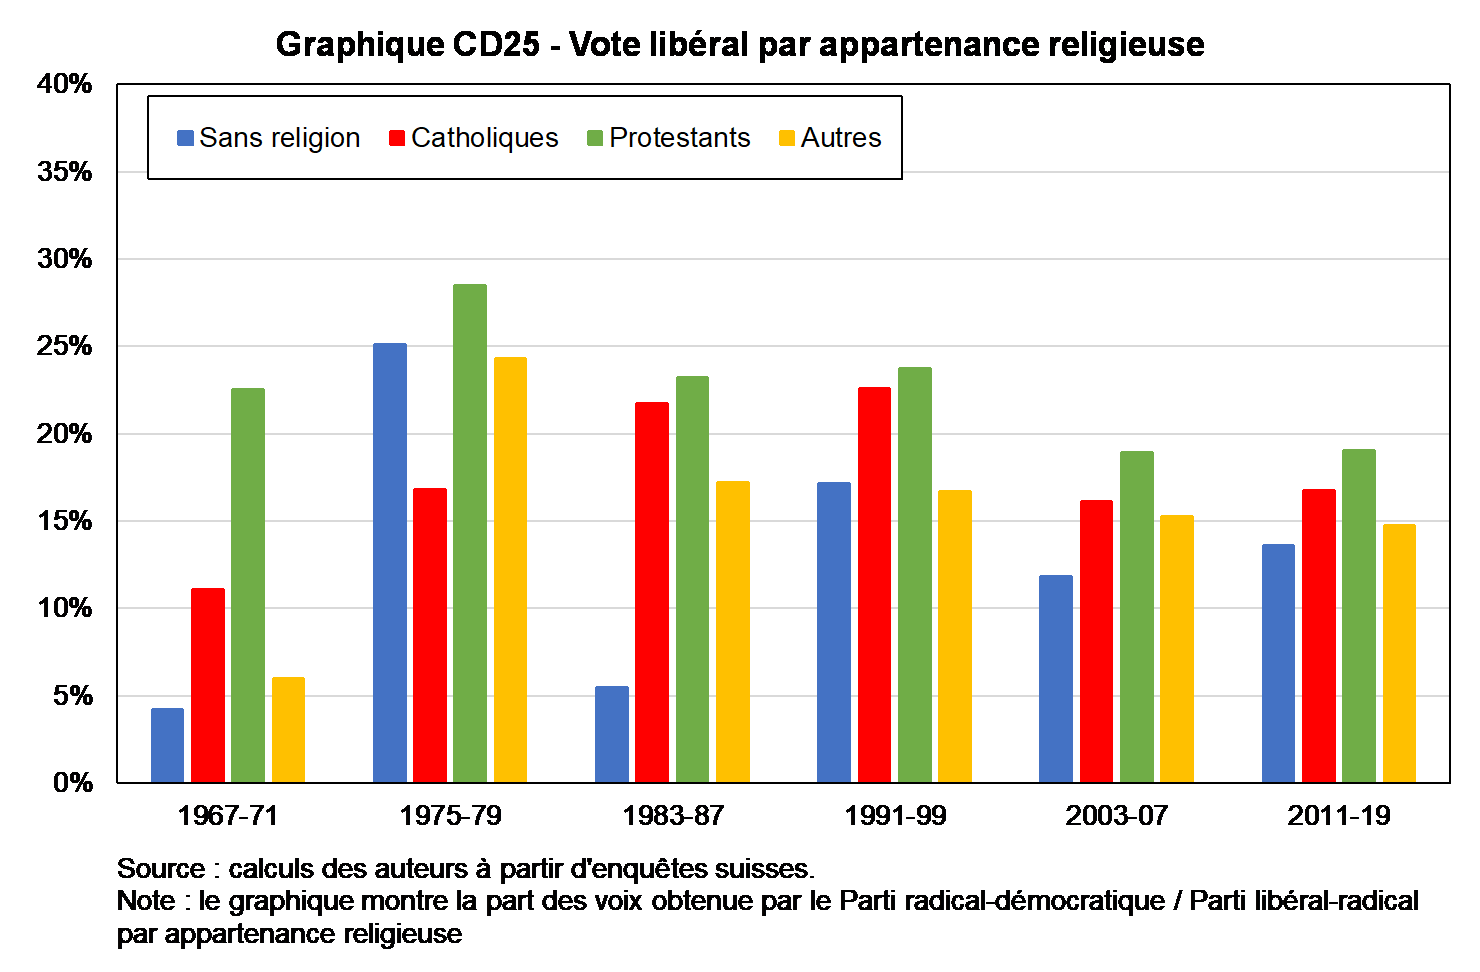 Graphique CD25 - Vote libéral par appartenance religieuse
40%
Sans religion Catholiques Protestants Autres
35%
30%
25%
20%
15%
10%
5%
0%
1967-71 1975-79 1983-87 1991-99 2003-07 2011-19
Source : calculs des auteurs à partir d'enquêtes suisses.
Note : le graphique montre la part des voix obtenue par le Parti radical-démocratique / Parti libéral-radical
par appartenance religieuse